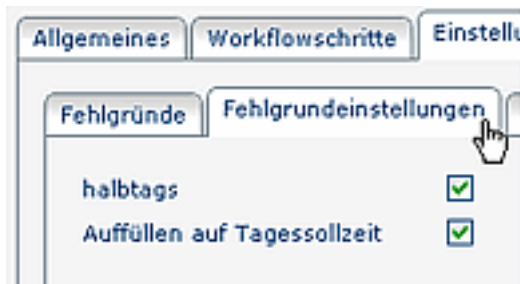 Allgemeines Workflowschritte
Fehlgründe Fehlgrundeinstellungen
halbtags
Auffüllen auf Tagessollzeit